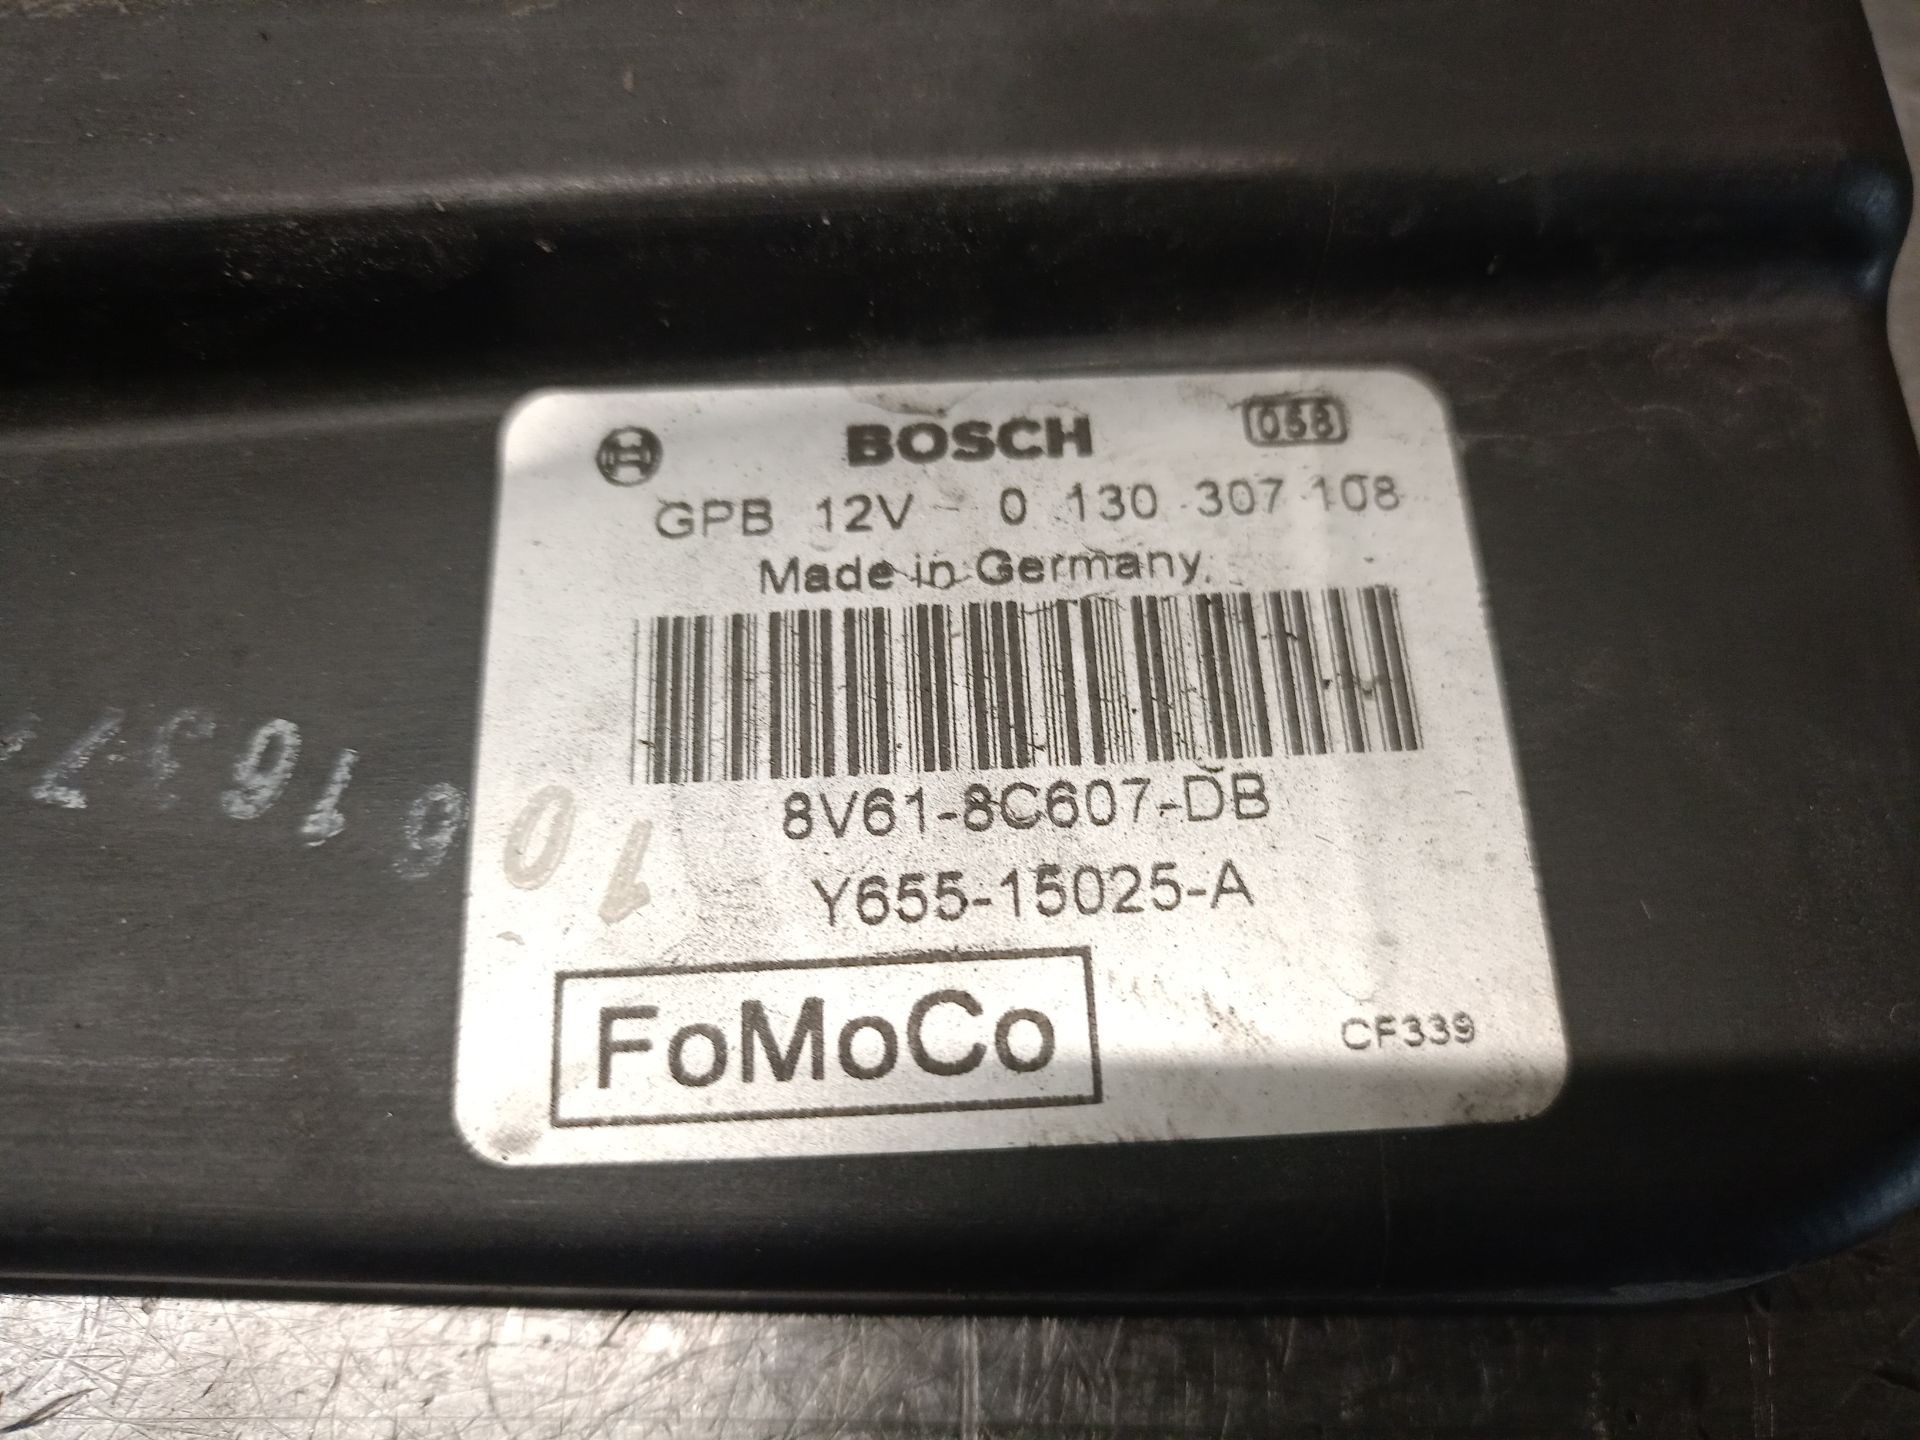 BOSCH 058
GPB 12V 0 130 307 108
Made in Germany
8V61-8C607-DB
Y655-15025-A
FoMoCo
CF339